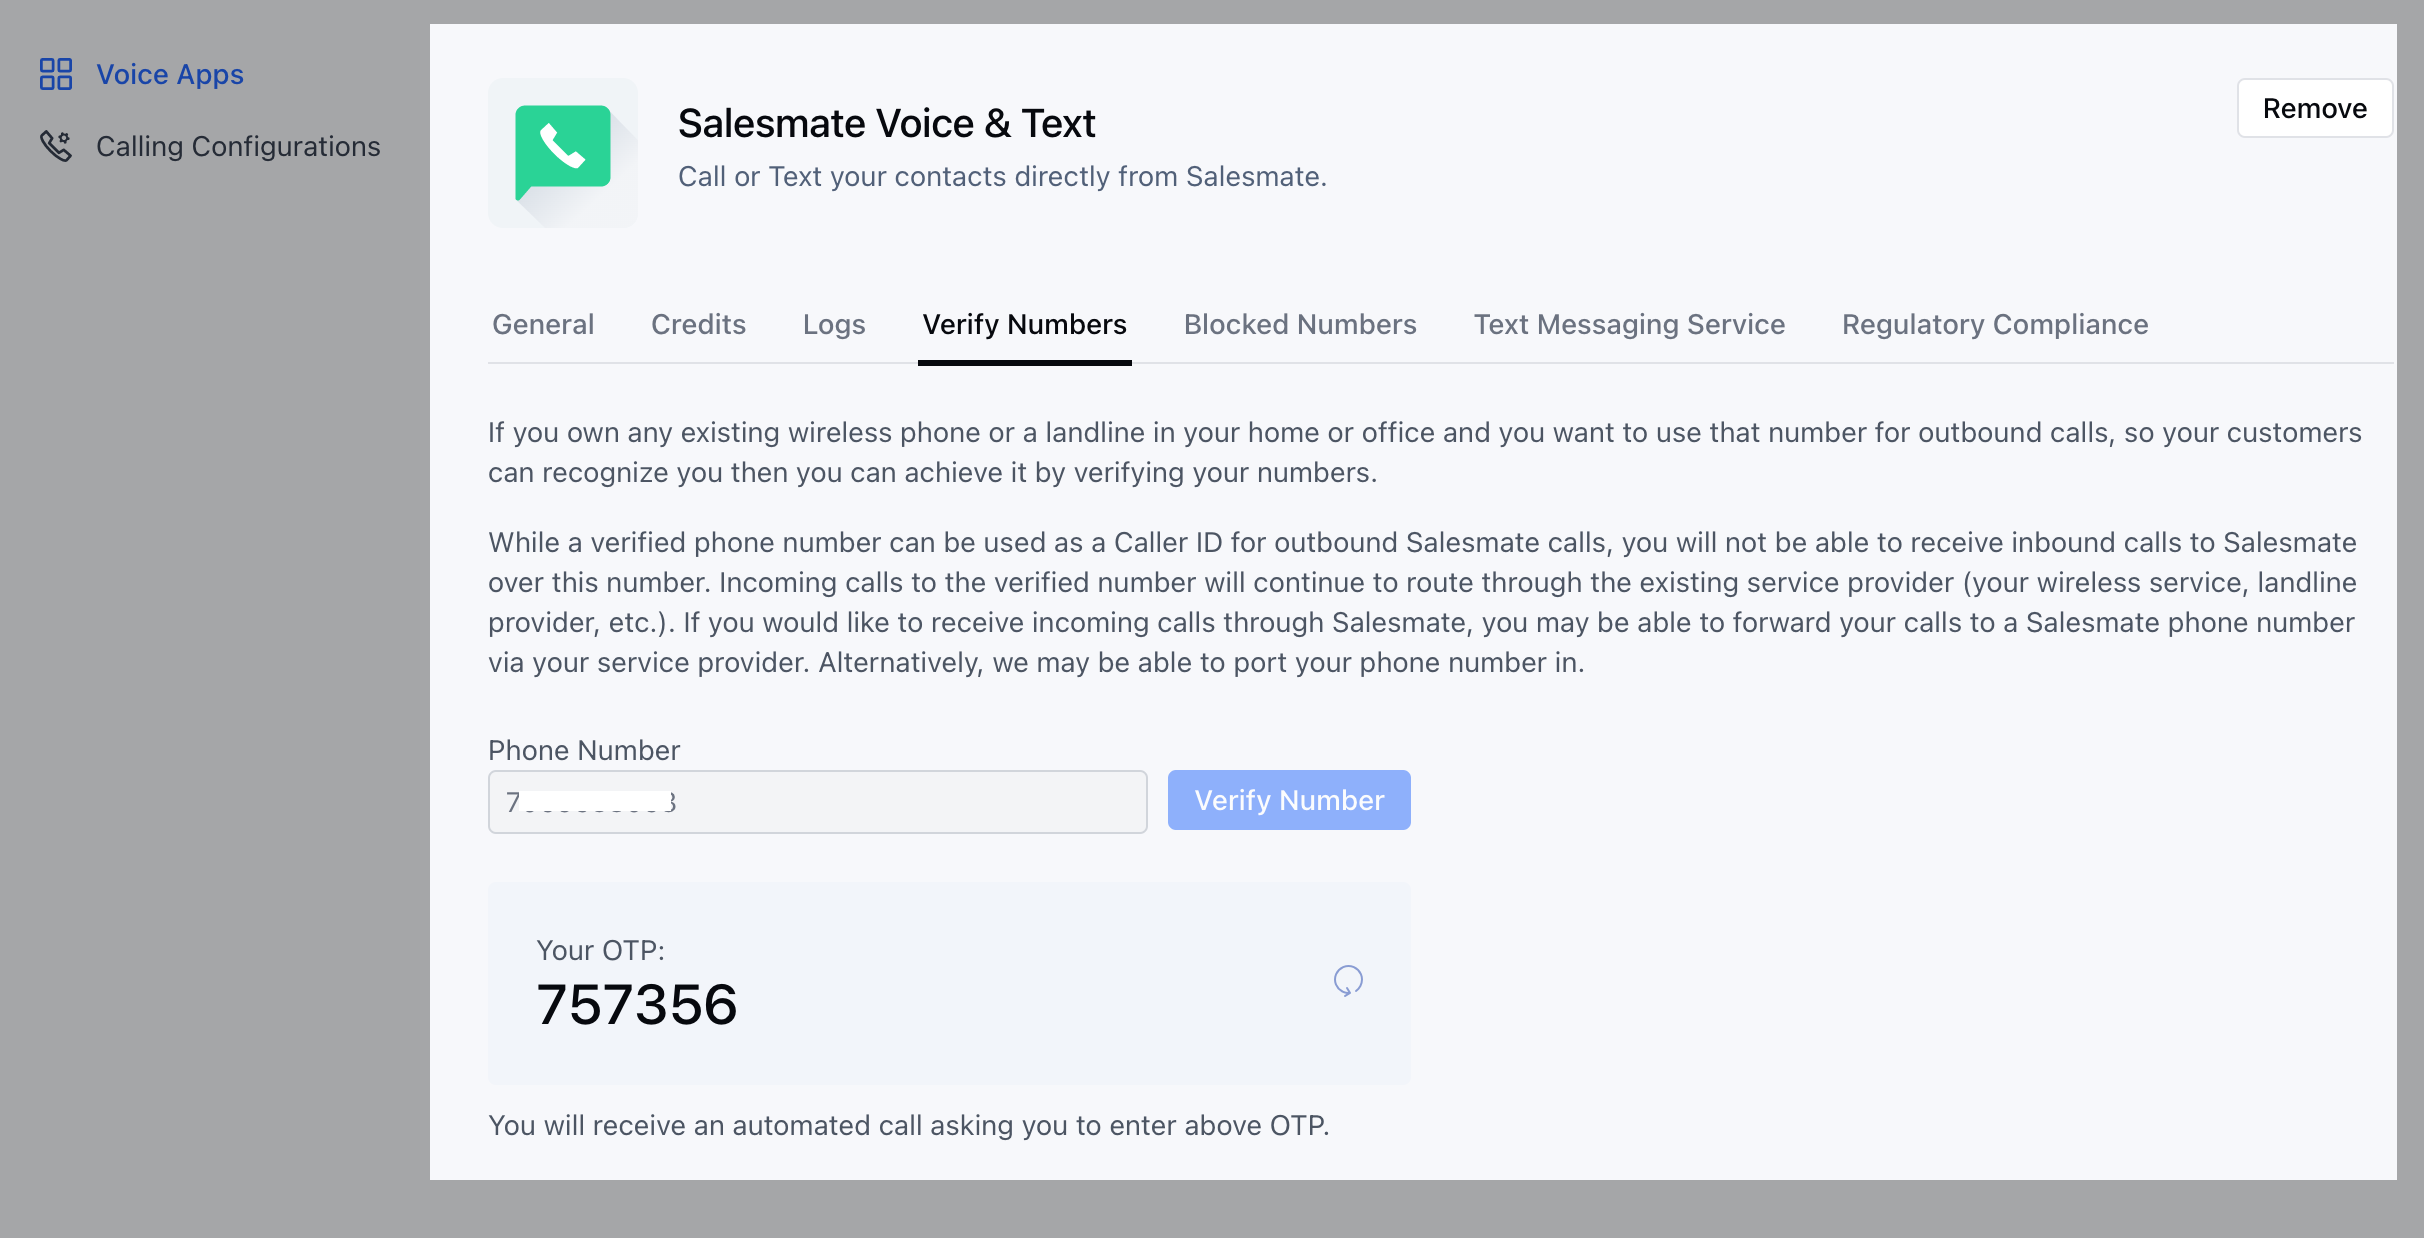 Voice Apps
Calling Configurations
Salesmate Voice & Text
Call or Text your contacts directly from Salesmate.
Remove
General Credits Logs Verify Numbers Blocked Numbers Text Messaging Service Regulatory Compliance
If you own any existing wireless phone or a landline in your home or office and you want to use that number for outbound calls, so your customers
can recognize you then you can achieve it by verifying your numbers.
While a verified phone number can be used as a Caller ID for outbound Salesmate calls, you will not be able to receive inbound calls to Salesmate
over this number. Incoming calls to the verified number will continue to route through the existing service provider (your wireless service, landline
provider, etc.). If you would like to receive incoming calls through Salesmate, you may be able to forward your calls to a Salesmate phone number
via your service provider. Alternatively, we may be able to port your phone number in.
Phone Number
Verify Number
Your OTP:
757356
You will receive an automated call asking you to enter above OTP.